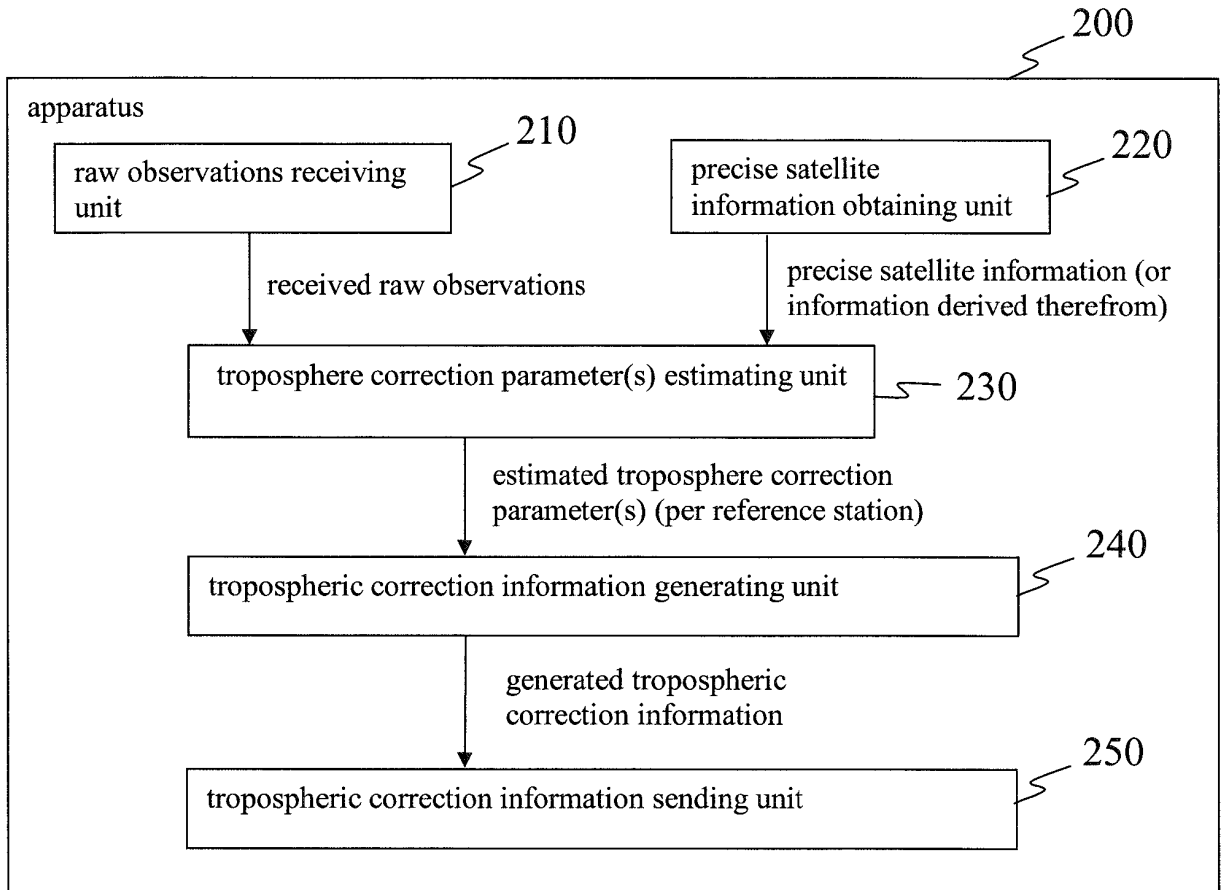 200
apparatus
210
raw observations receiving
unit
220
precise satellite
information obtaining unit
received raw observations
precise satellite information (or
information derived therefrom)
troposphere correction parameter(s) estimating unit
230
estimated troposphere correction
parameter(s) (per reference station)
240
tropospheric correction information generating unit
generated tropospheric
correction information
250
tropospheric correction information sending unit